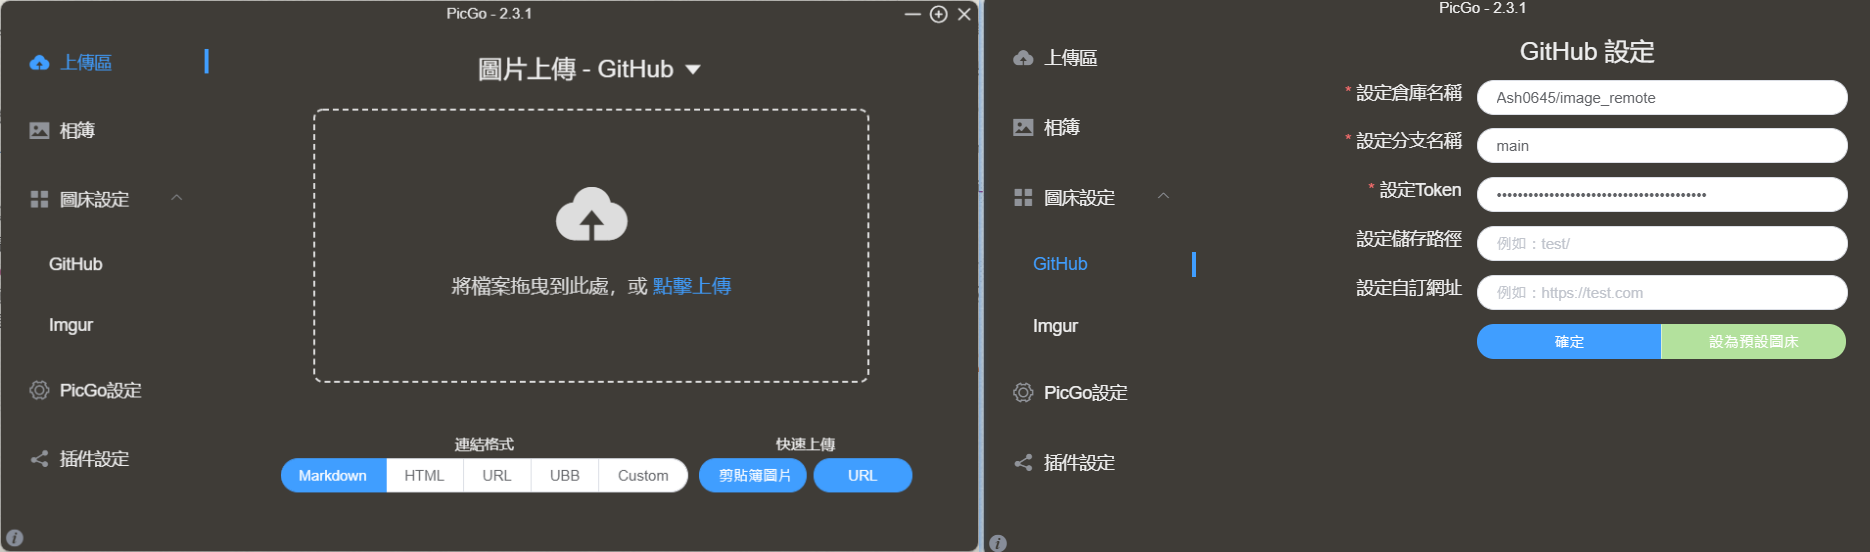 PicGo - 2.3.1
上傳區
相簿
圖床設定
GitHub
Imgur
PicGo設定
插件設定
圖片上傳 - GitHub
將檔案拖曳到此處，或 點擊上傳
連結格式
Markdown HTML URL UBB Custom
快速上傳
剪貼簿圖片 URL
PicGo - 2.3.1
上傳區
相簿
圖床設定
GitHub
Imgur
PicGo設定
插件設定
GitHub 設定
* 設定倉庫名稱 Ash0645/image_remote
* 設定分支名稱 main
* 設定Token
設定儲存路徑 例如：test/
設定自訂網址 例如：https://test.com
確定 設為預設圖床